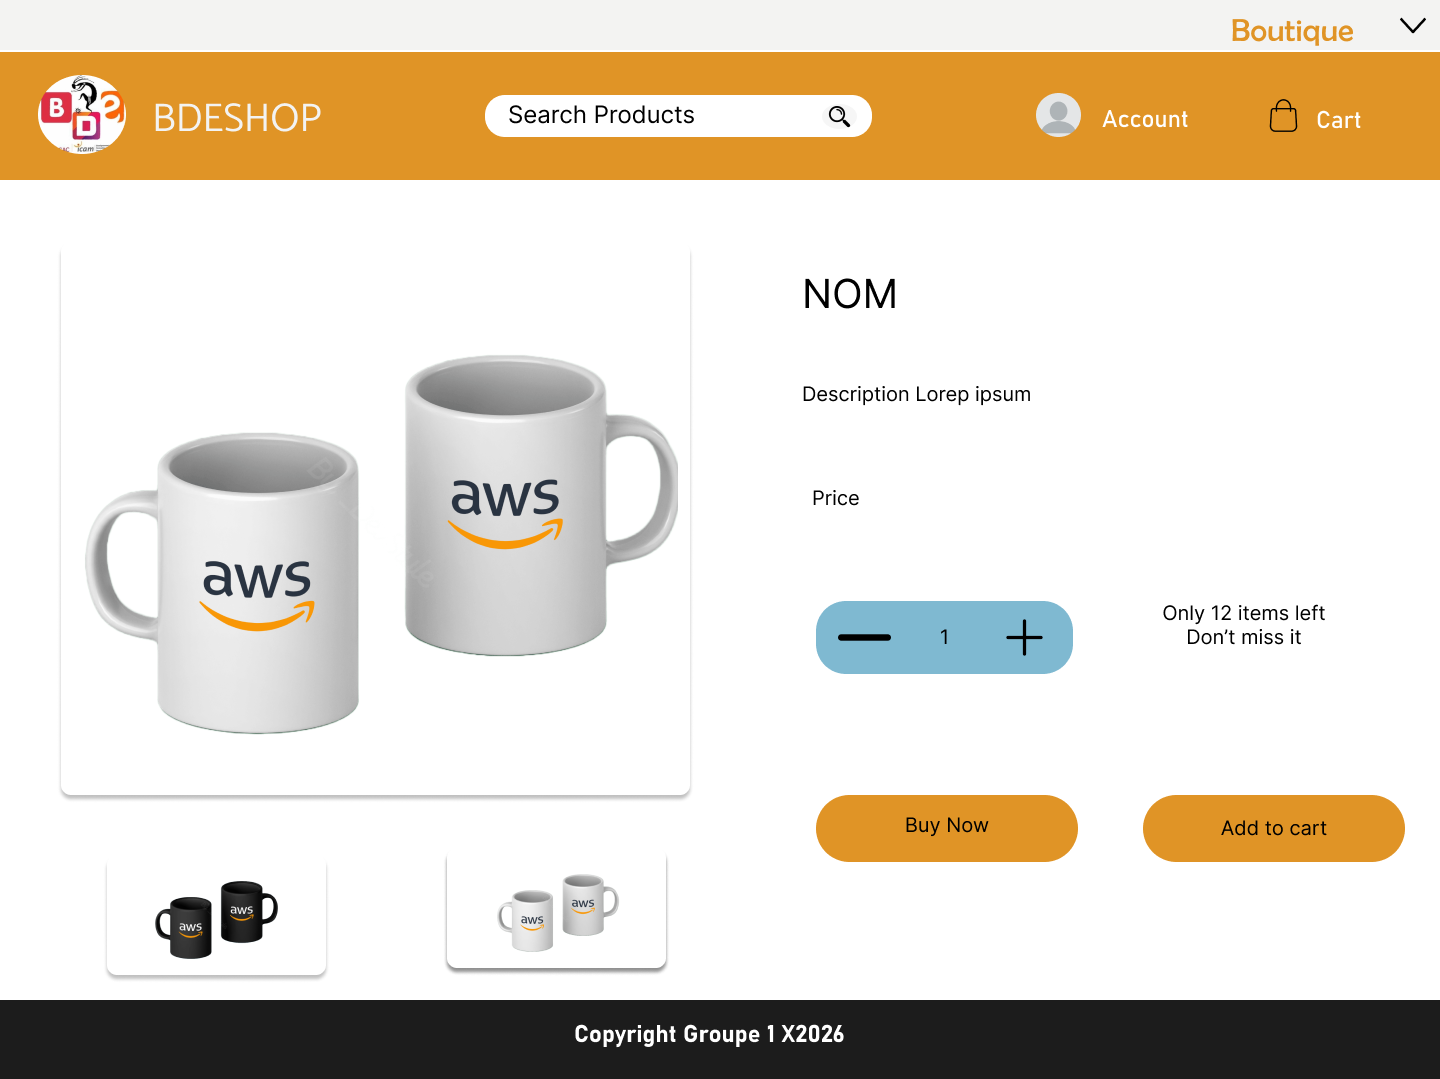 Boutique
B D e
icam
BDESHOP
Search Products
Account
Cart
NOM
Description Lorep ipsum
Price
aws
aws
1
Only 12 items left
Don't miss it
Buy Now
Add to cart
aws
aws
aws
aws
Copyright Groupe 1 X2026